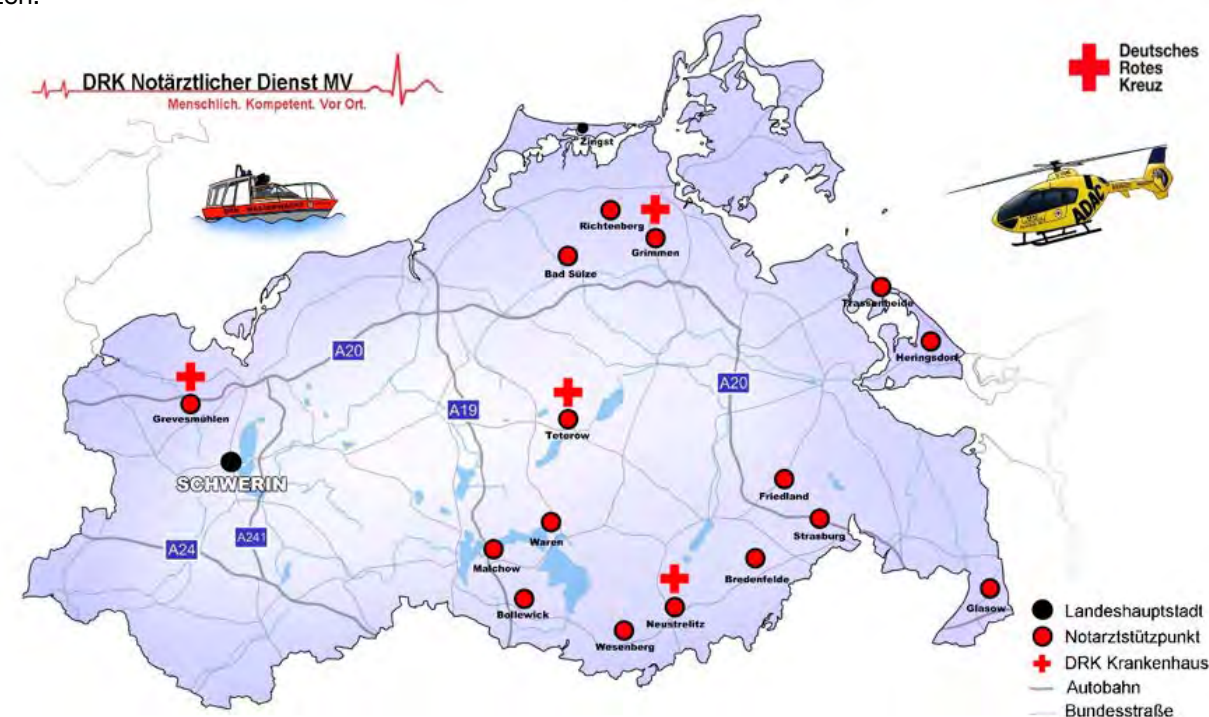 DRK Notärztlicher Dienst MV
Menschlich. Kompetent. Vor Ort.
Deutsches
Rotes
Kreuz
Zingst
Richtenberg
Grimmen
Bad Sülze
ADAC
Trassenheide
Heringsdorf
A20
Grevesmühlen
A19
A20
Teterow
SCHWERIN
Friedland
Strasburg
Waren
A24
A241
Malchow
Bredenfelde
Bollewick
Neustrelitz
Glasow
Wesenberg
Landeshauptstadt
Notarztstützpunkt
DRK Krankenhaus
Autobahn
Bundesstraße